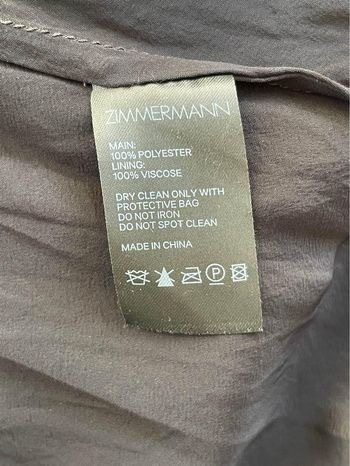 ZIMMERMANN
MAIN:
100% POLYESTER
LINING:
100% VISCOSE
DRY CLEAN ONLY WITH
PROTECTIVE BAG
DO NOT IRON
DO NOT SPOT CLEAN
MADE IN CHINA
P